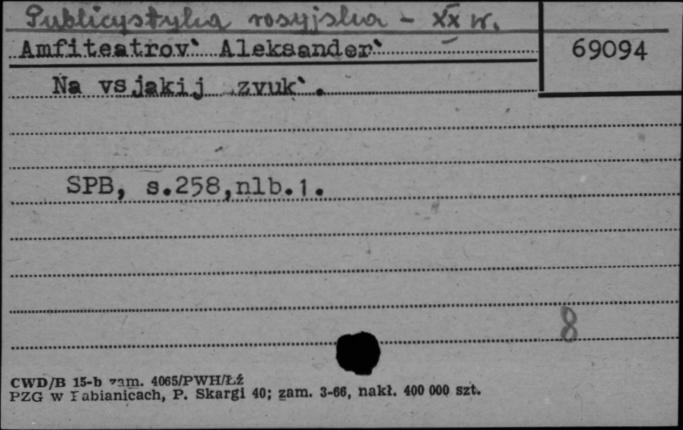 Publicystyka rosyjska - XX w.
Amfiteatrov` Aleksander`
69094
Na vsjakij zvuk`.
SPB, s.258,nlb.1.
8
CWD/B 15-b zam. 4065/PWH/Łź
PZG w Pabianicach, P. Skargi 40; zam. 3-66, nakł. 400 000 szt.